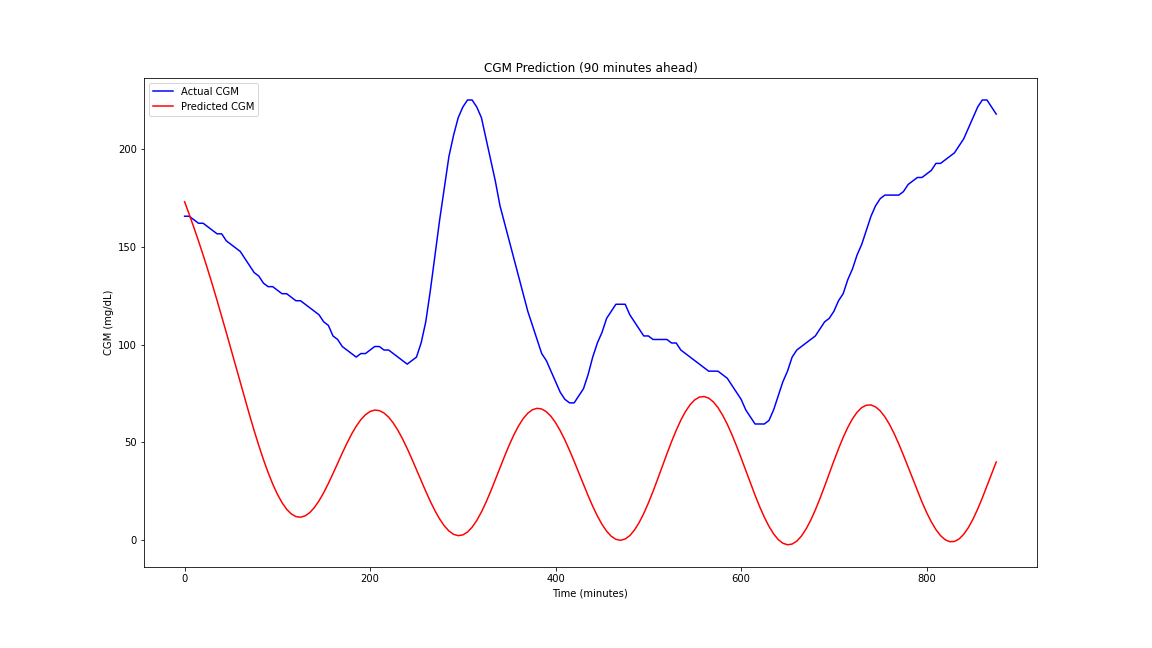 CGM Prediction (90 minutes ahead)
Actual CGM
Predicted CGM
CGM (mg/dL)
200
150
100
50
0
0 200 400 600 800
Time (minutes)